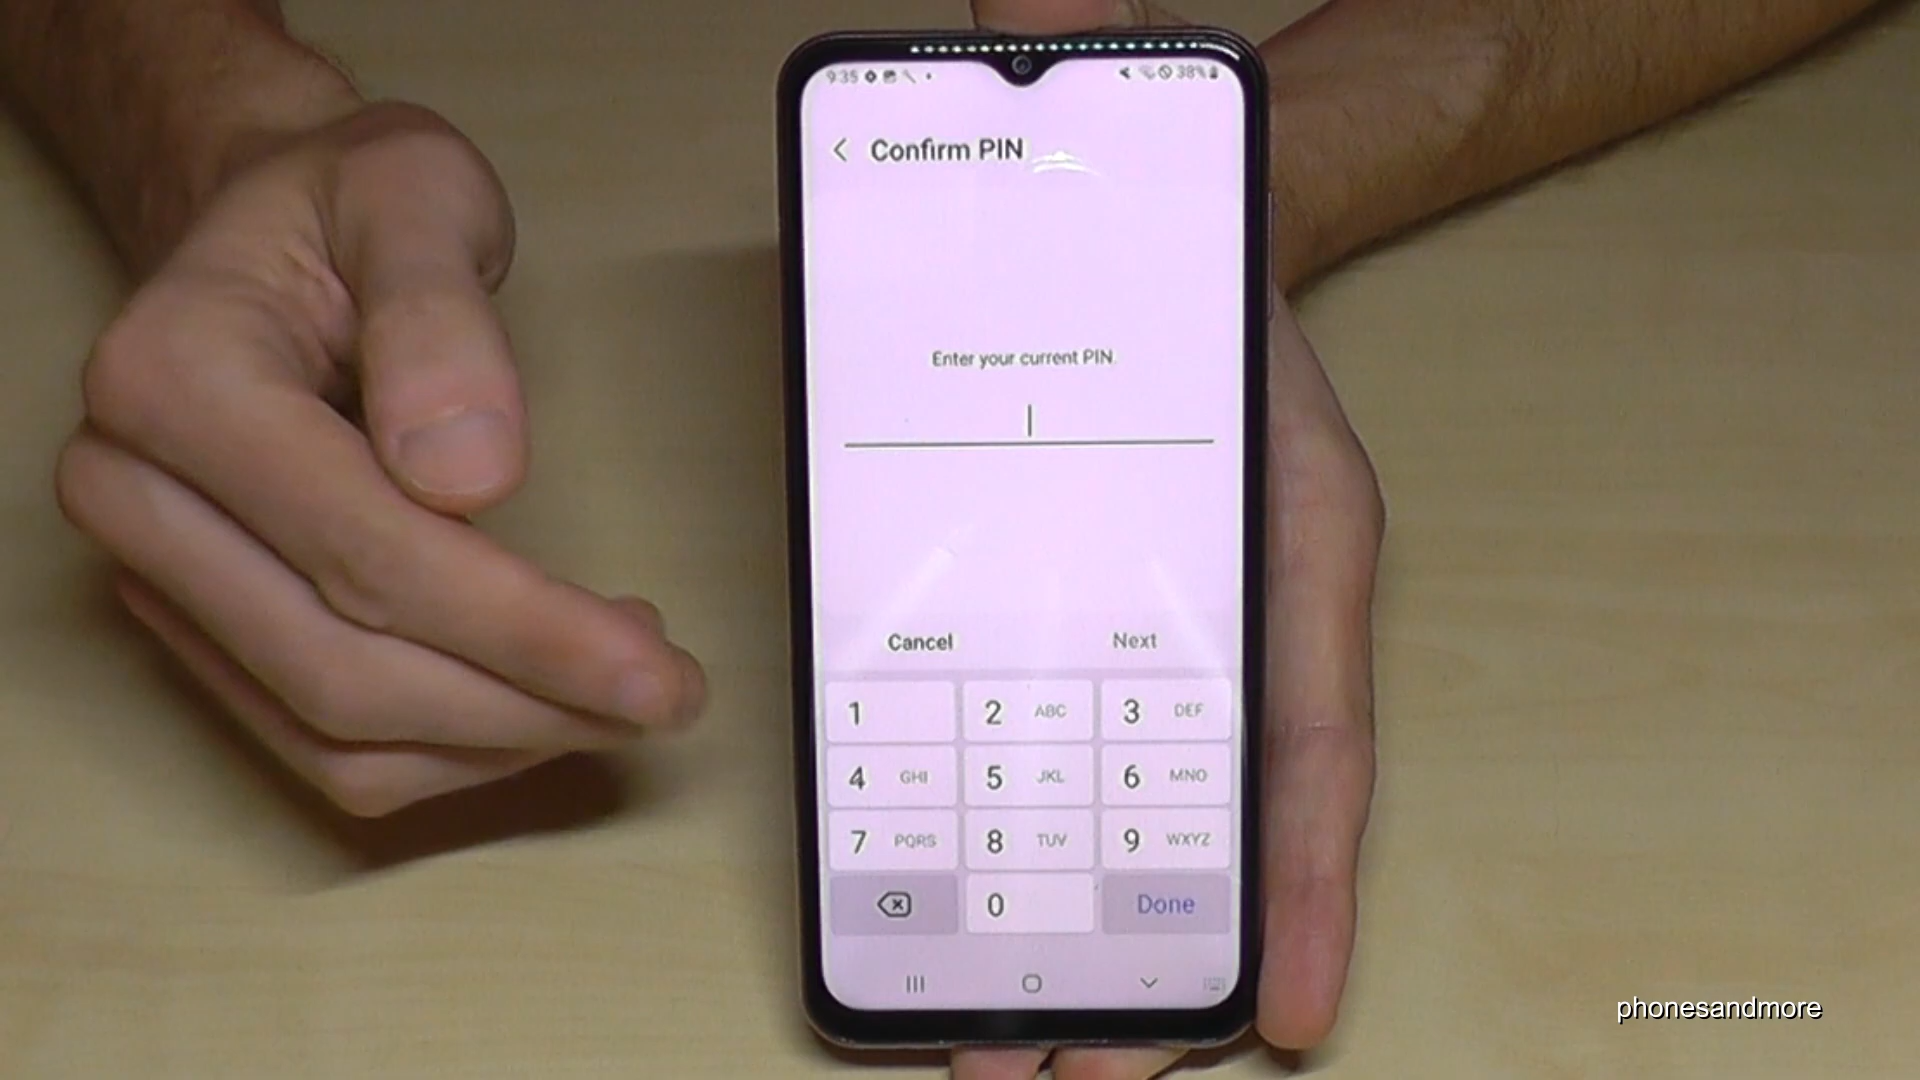 9:35 38%
Confirm PIN
Enter your current PIN.
Cancel Next
1 2 ABC 3 DEF
4 GHI 5 JKL 6 MNO
7 PQRS 8 TUV 9 WXYZ
0 Done
phonesandmore